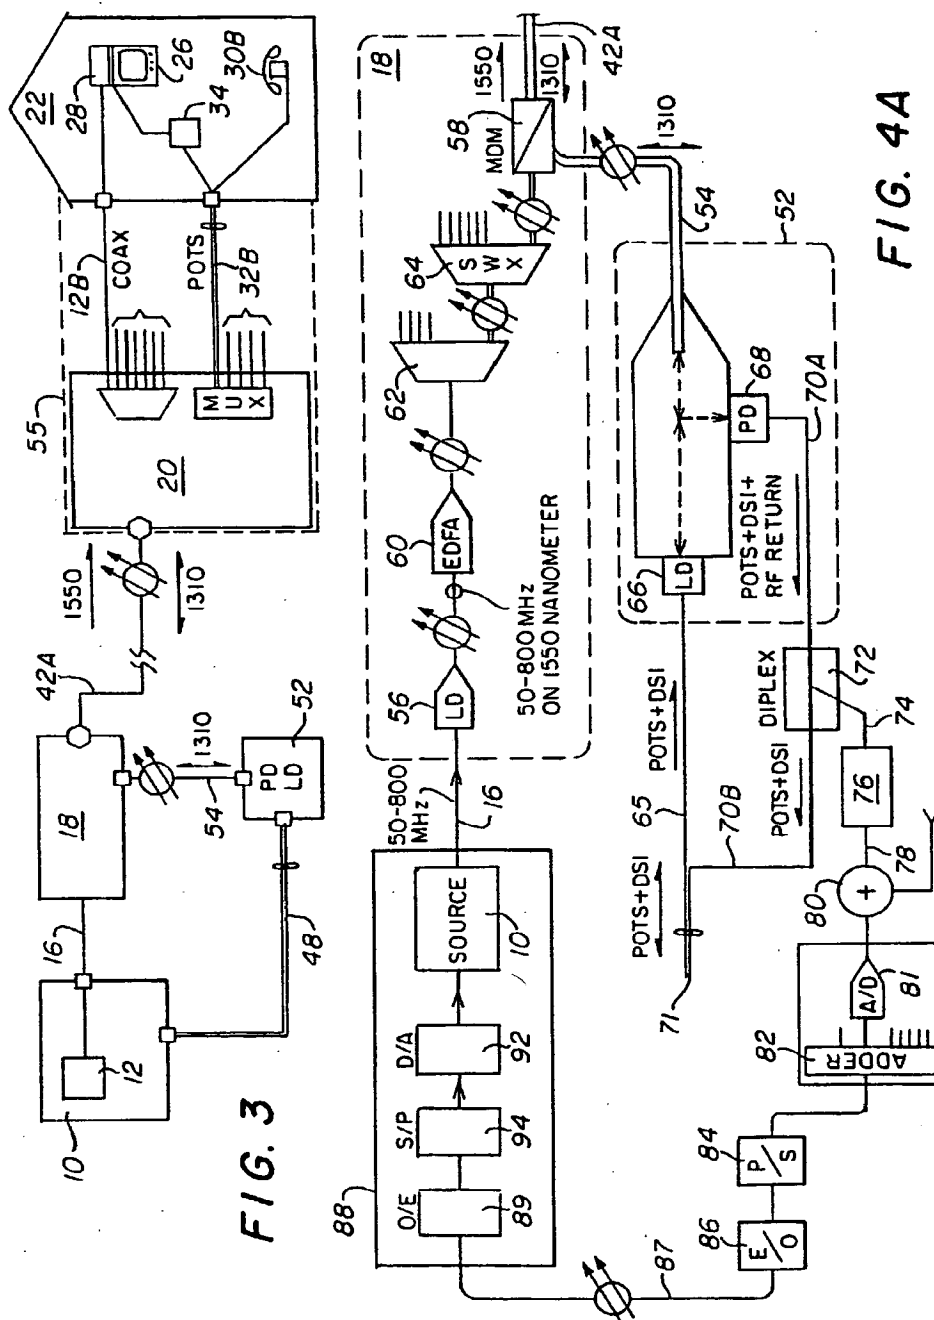 FIG. 3
10
12
16
18
42A
1550
1310
54
1310
52
PD
LD
48
55
20
MUX
12B
COAX
POTS
32B
22
28
26
34
30B
FIG. 4A
88
O/E
89
S/P
94
D/A
92
SOURCE
10
50-800
MHz
16
18
56
LD
50-800 MHz
ON 1550 NANOMETER
60
EDFA
62
64
SWX
MDM
58
1550
1310
42A
1310
54
52
66
LD
PD
68
70A
POTS+DSI+
RF RETURN
POTS+DSI
65
POTS+DSI
71
70B
DIPLEX
72
POTS+DSI
74
76
78
80
+
A/D
81
82
ADDER
84
P/S
86
E/O
87